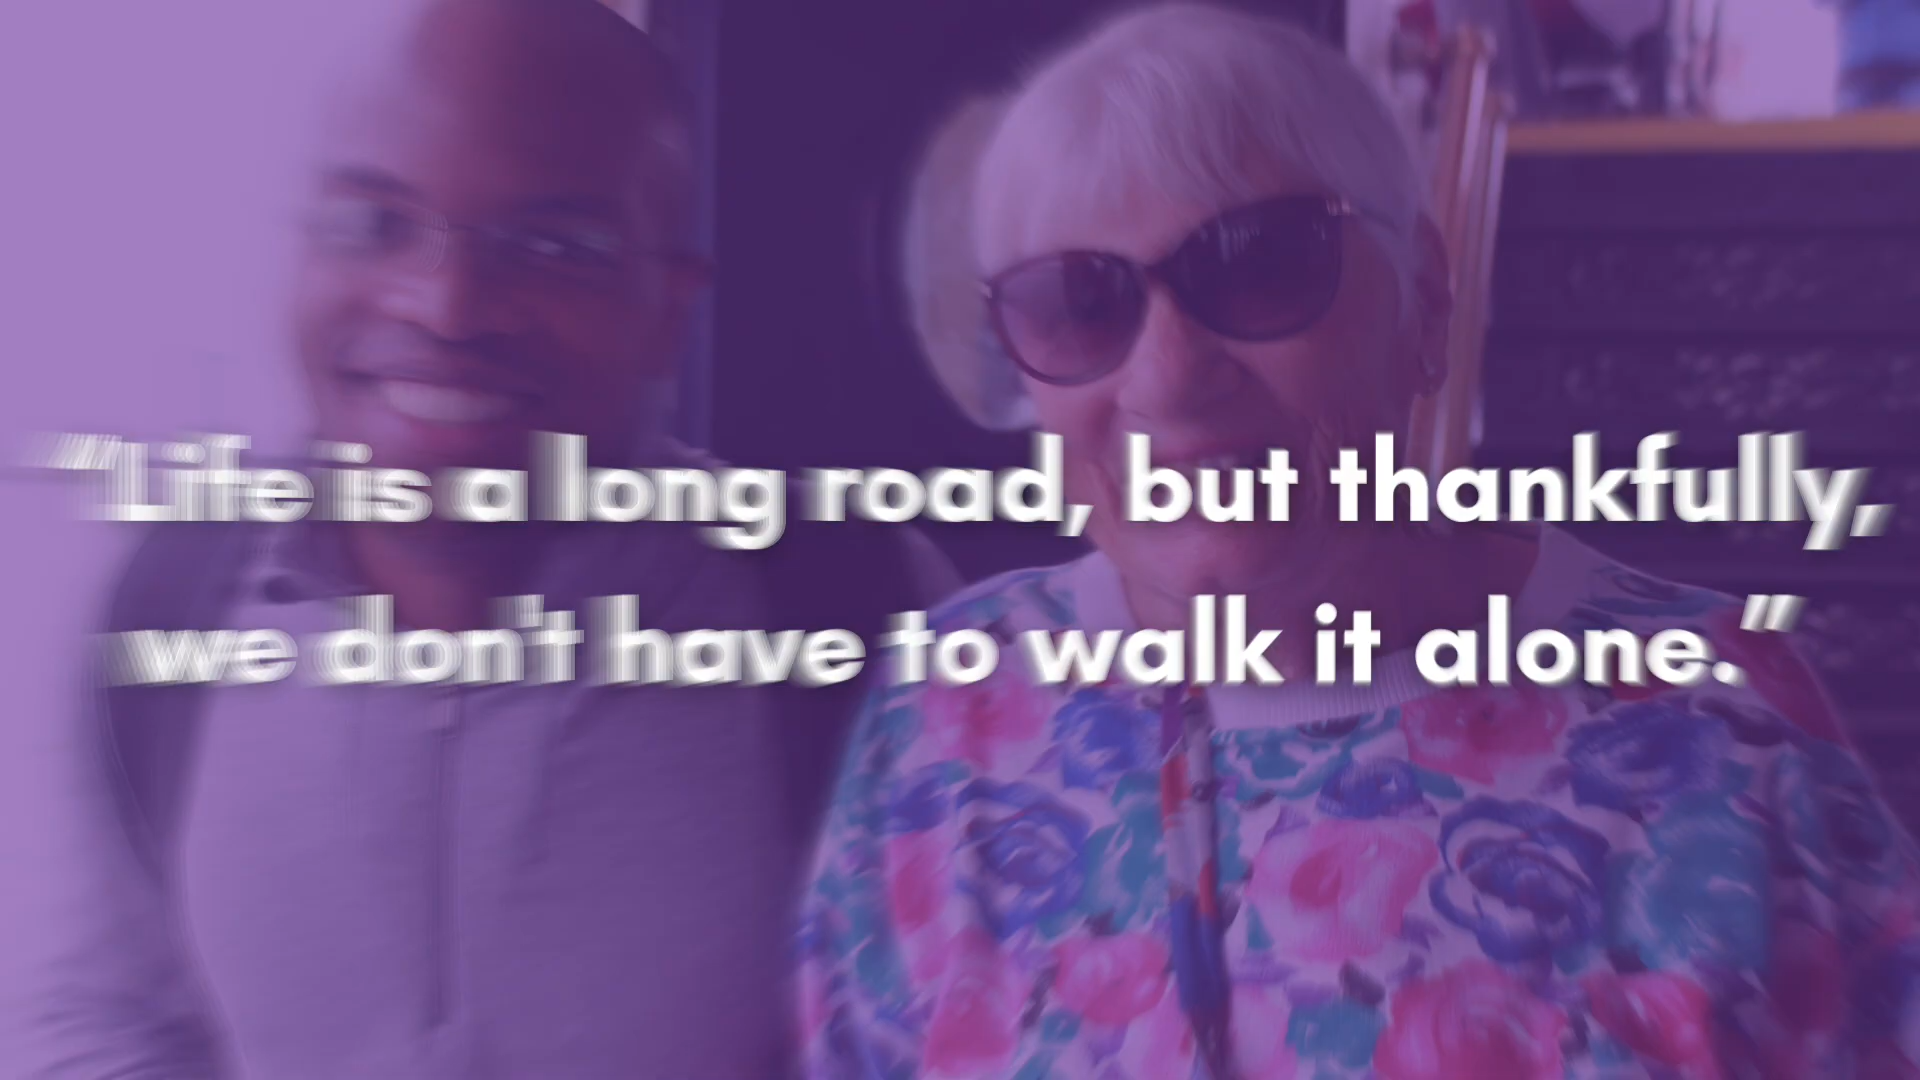 “Life is a long road, but thankfully,
we don't have to walk it alone.”